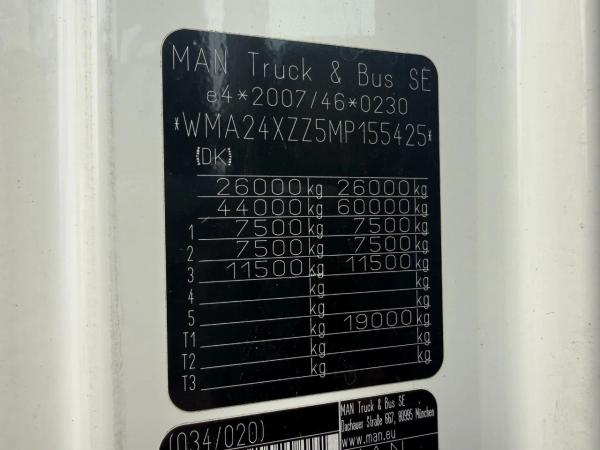 MAN Truck & Bus SE
e4*2007/46*0230
*WMA24XZZ5MP155425*
(DK)
26000 kg 26000 kg
44000 kg 60000 kg
1 7500 kg 7500 kg
2 7500 kg 7500 kg
3 11500 kg 11500 kg
4 kg kg
5 kg kg
T1 kg 19000 kg
T2 kg kg
T3 kg kg
MAN Truck & Bus SE
Dachauer Straße 667, 80995 München
(034/020) www.man.eu